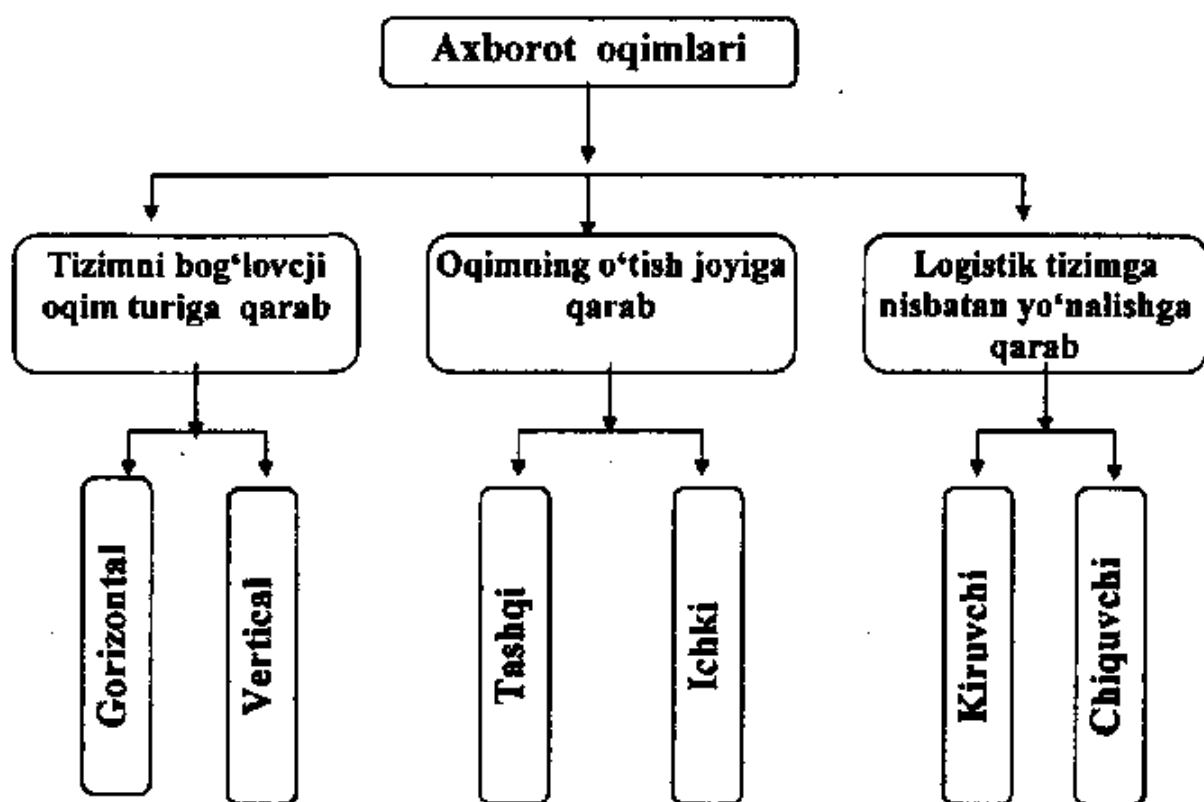 Axborot oqimlari
Tizimni bog‘lovcji
oqim turiga qarab
Oqimning o‘tish joyiga
qarab
Logistik tizimga
nisbatan yo‘nalishga
qarab
Gorizontal
Vertical
Tashqi
Ichki
Kiruvchi
Chiquvchi